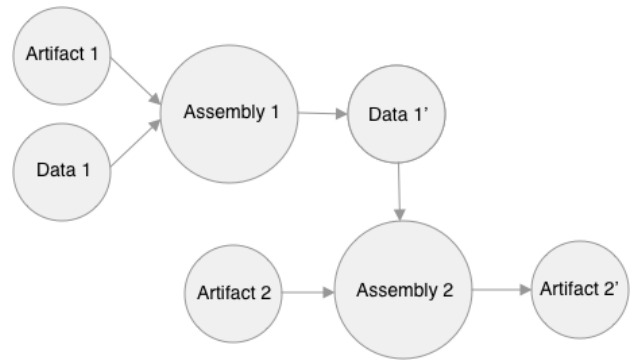 Artifact 1
Data 1
Assembly 1
Data 1’
Artifact 2
Assembly 2
Artifact 2’